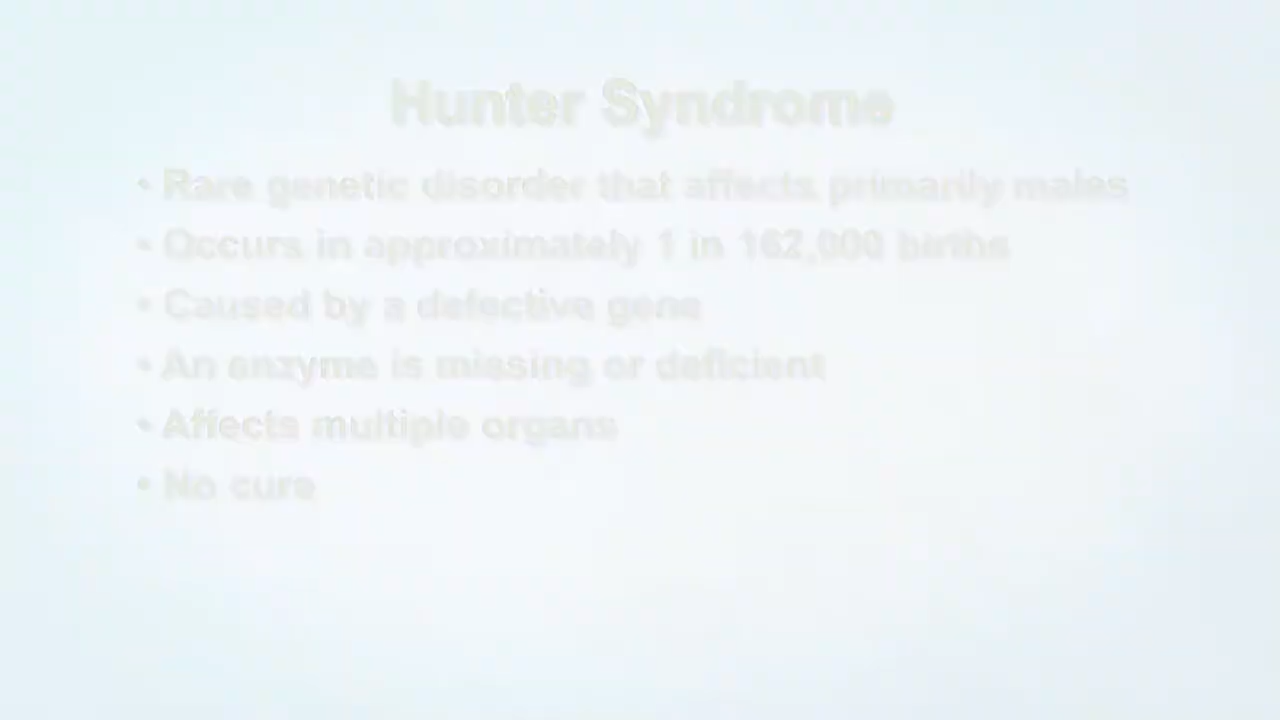 Hunter Syndrome
• Rare genetic disorder that affects primarily males
• Occurs in approximately 1 in 162,000 births
• Caused by a defective gene
• An enzyme is missing or deficient
• Affects multiple organs
• No cure